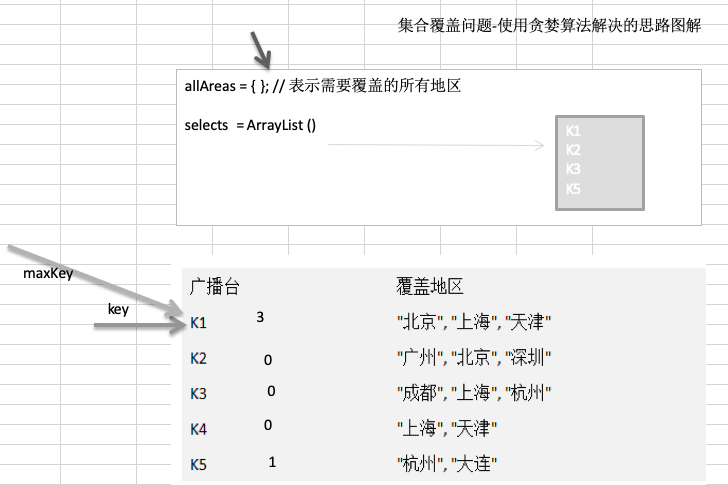 集合覆盖问题-使用贪婪算法解决的思路图解
allAreas = { }; // 表示需要覆盖的所有地区
selects = ArrayList ()
K1
K2
K3
K5
maxKey
key
广播台 覆盖地区
K1 3 "北京", "上海", "天津"
K2 0 "广州", "北京", "深圳"
K3 0 "成都", "上海", "杭州"
K4 0 "上海", "天津"
K5 1 "杭州", "大连"